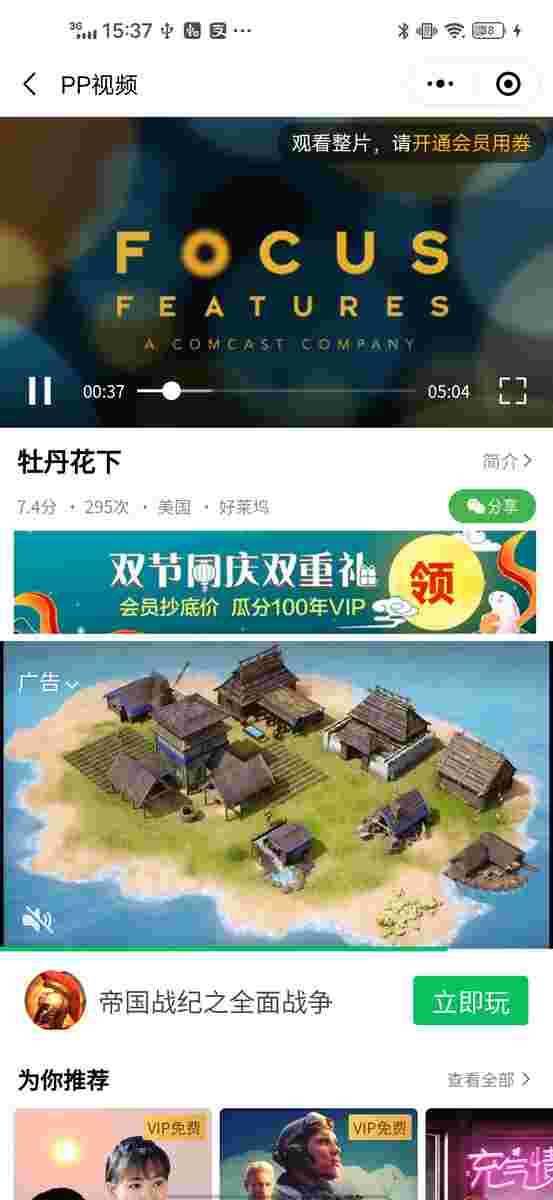 3G 15:37 58
PP视频
观看整片，请开通会员用券
FOCUS
FEATURES
A COMCAST COMPANY
00:37 05:04
牡丹花下 简介
7.4分 · 295次 · 美国 · 好莱坞 分享
双节同庆双重礼
会员抄底价 瓜分100年VIP 领
广告
帝国战纪之全面战争 立即玩
为你推荐 查看全部
VIP免费 VIP免费